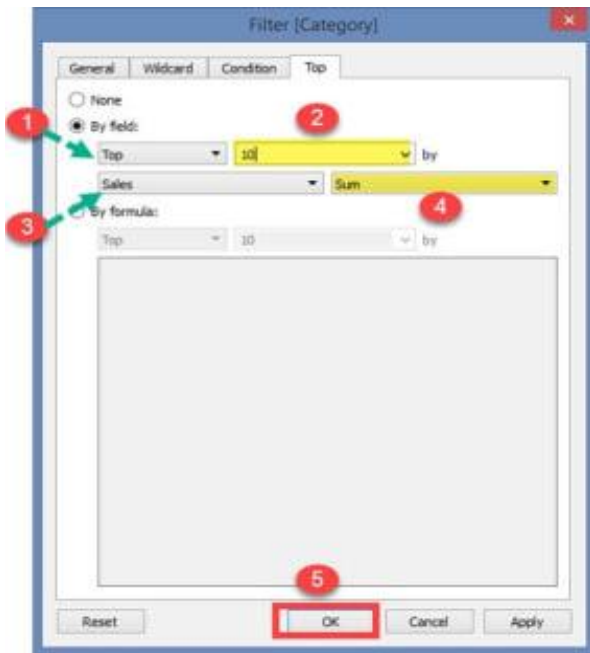 Filter [Category]
General Wildcard Condition Top
None
1 By field: 2
Top 10 by
Sales Sum
3 By formula: 4
Top 10 by
5
Reset OK Cancel Apply